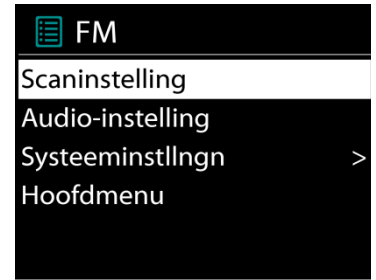 FM
Scaninstelling
Audio-instelling
Systeeminstllngn >
Hoofdmenu